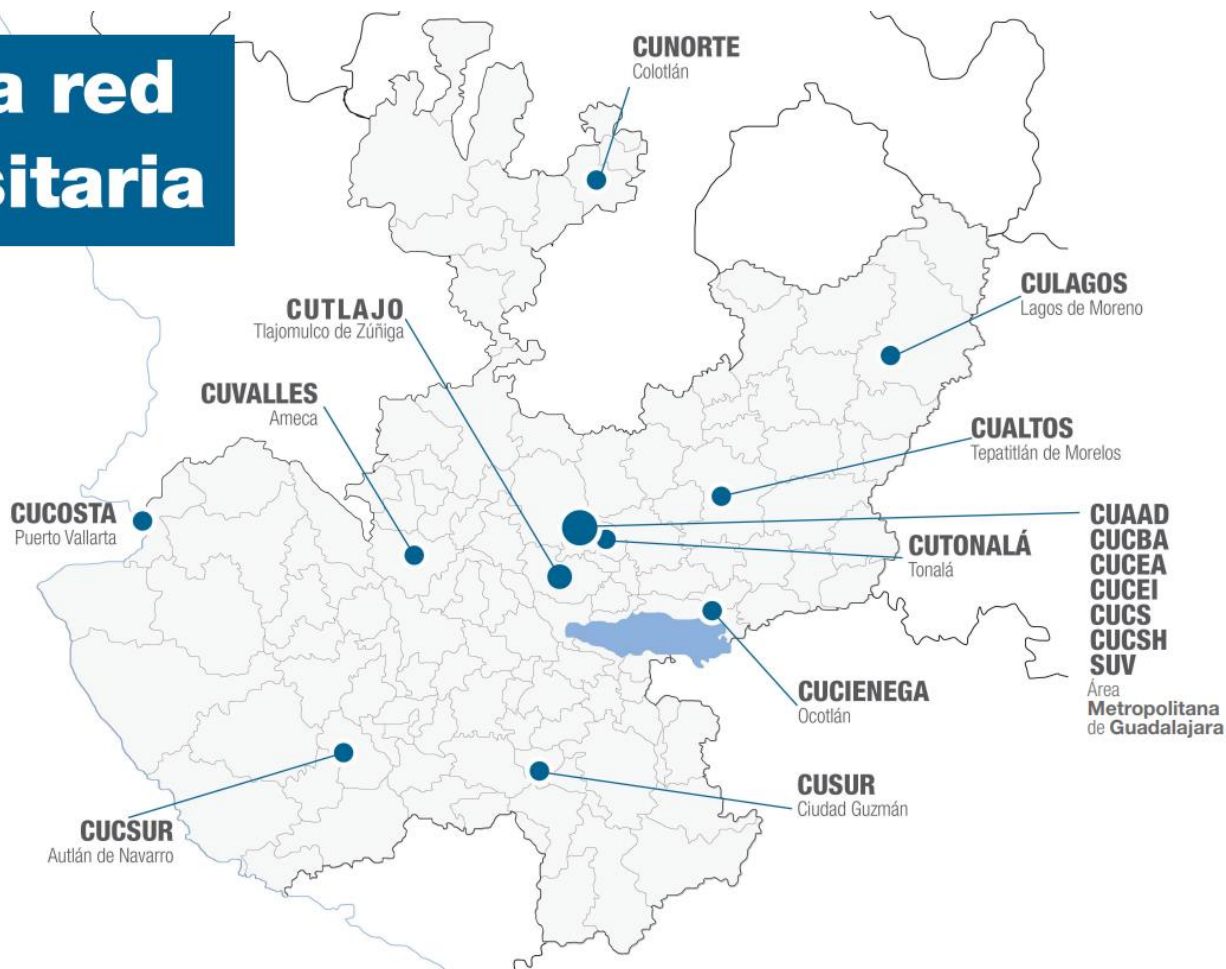 a red
sitaria
CUNORTE
Colotlán
CULAGOS
Lagos de Moreno
CUTLAJO
Tlajomulco de Zúñiga
CUVALLES
Ameca
CUALTOS
Tepatitlán de Morelos
CUCOSTA
Puerto Vallarta
CUTONALÁ
Tonalá
CUAAD
CUCBA
CUCEA
CUCEI
CUCS
CUCSH
SUV
Área
Metropolitana
de Guadalajara
CUCIENEGA
Ocotlán
CUSUR
Ciudad Guzmán
CUCSUR
Autlán de Navarro